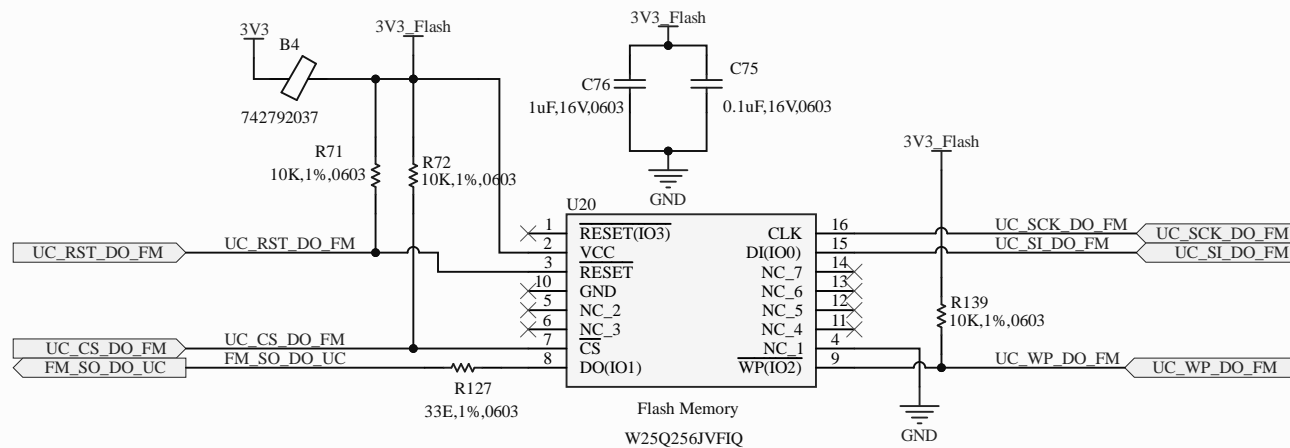 3V3
B4
742792037
3V3_Flash
R71
10K,1%,0603
R72
10K,1%,0603
3V3_Flash
C76
1uF,16V,0603
C75
0.1uF,16V,0603
GND
3V3_Flash
R139
10K,1%,0603
UC_RST_DO_FM
UC_RST_DO_FM
UC_CS_DO_FM
UC_CS_DO_FM
FM_SO_DO_UC
FM_SO_DO_UC
R127
33E,1%,0603
U20
1 RESET(IO3)
2 VCC
3 RESET
10 GND
5 NC_2
6 NC_3
7 CS
8 DO(IO1)
CLK 16
DI(IO0) 15
NC_7 14
NC_6 13
NC_5 12
NC_4 11
NC_1 4
WP(IO2) 9
Flash Memory
W25Q256JVFIQ
UC_SCK_DO_FM
UC_SCK_DO_FM
UC_SI_DO_FM
UC_SI_DO_FM
UC_WP_DO_FM
UC_WP_DO_FM
GND